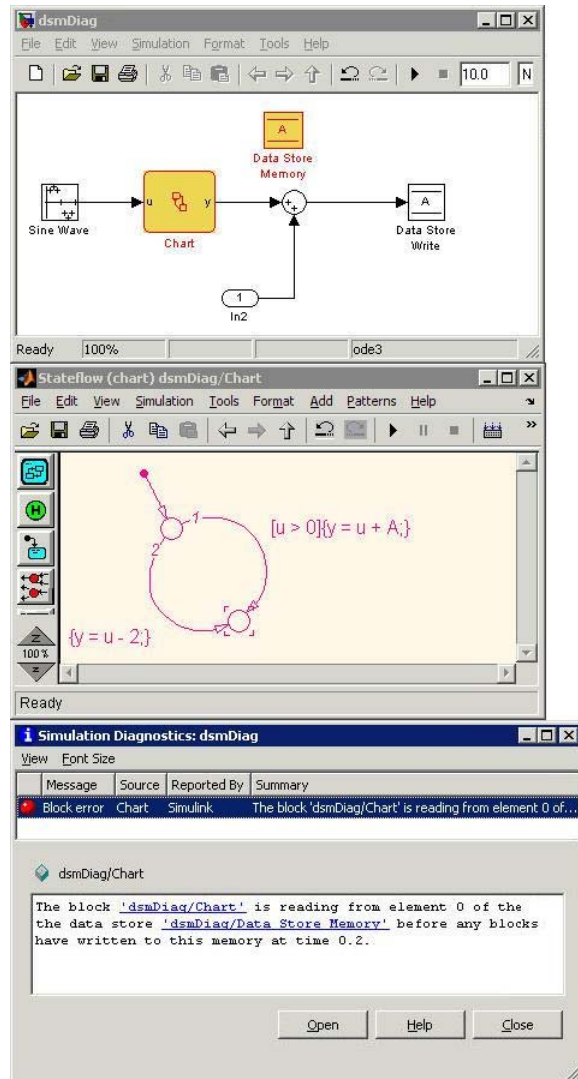 dsmDiag
File Edit View Simulation Format Tools Help
10.0 N
A
Data Store
Memory
u y
A
Sine Wave
Chart
Data Store
Write
1
In2
Ready 100% ode3
Stateflow (chart) dsmDiag/Chart
File Edit View Simulation Tools Format Add Patterns Help
»
H
1
[u > 0]{y = u + A;}
2
{y = u - 2;}
Z
100 %
Z
Ready
Simulation Diagnostics: dsmDiag
View Font Size
Message Source Reported By Summary
Block error Chart Simulink The block 'dsmDiag/Chart' is reading from element 0 of...
dsmDiag/Chart
The block 'dsmDiag/Chart' is reading from element 0 of the
the data store 'dsmDiag/Data Store Memory' before any blocks
have written to this memory at time 0.2.
Open Help Close